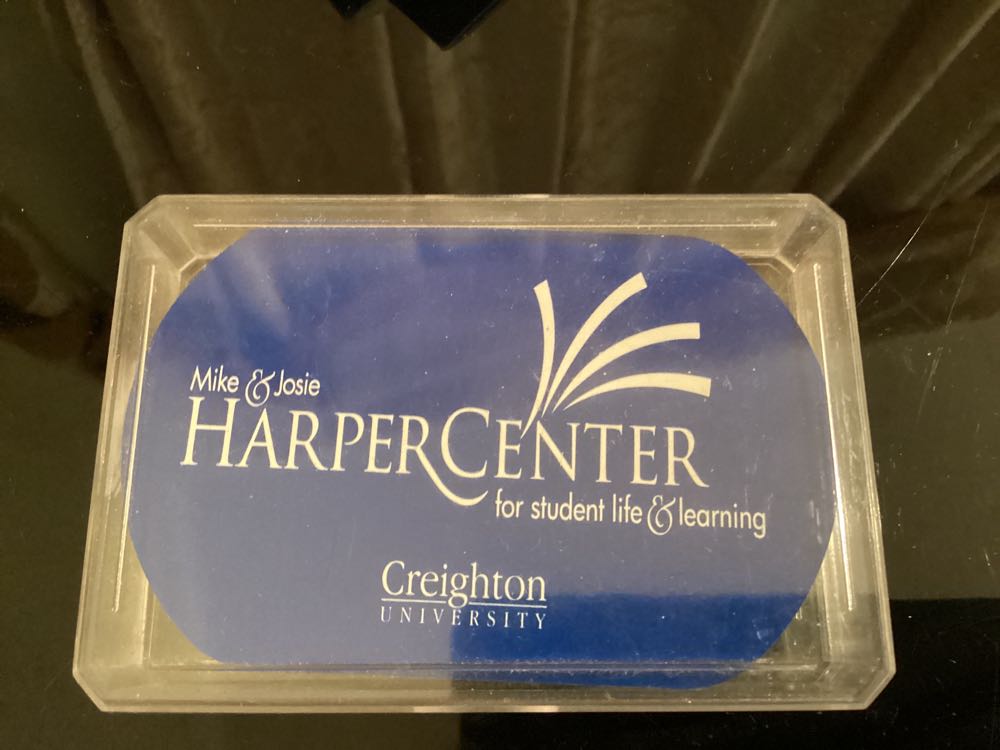 Mike & Josie
HARPERCENTER
for student life & learning
Creighton
UNIVERSITY